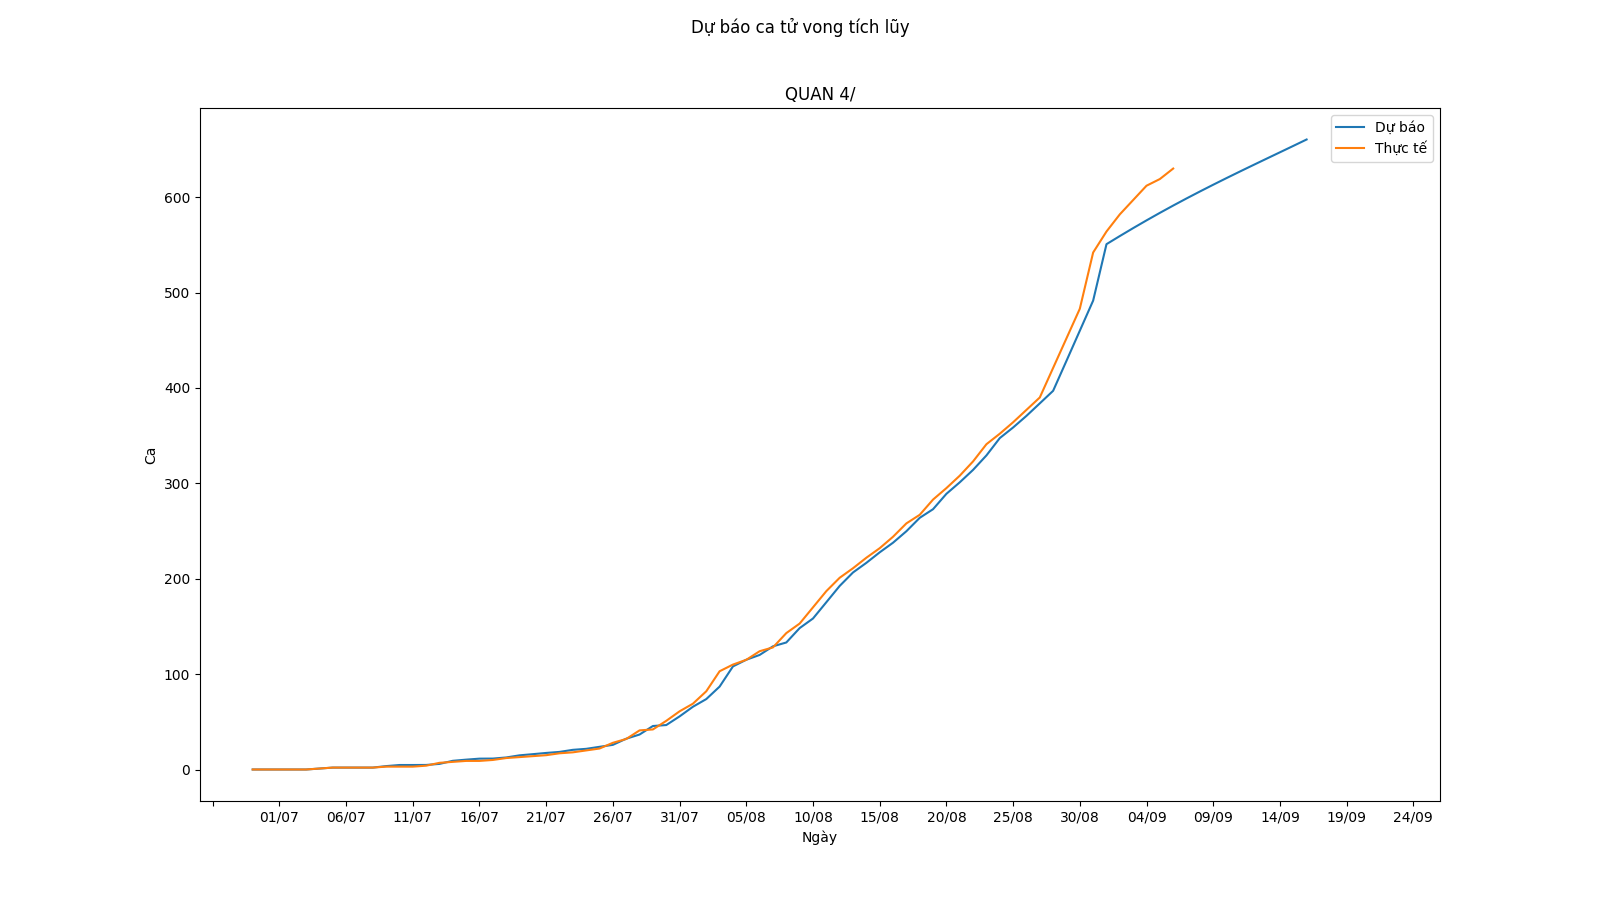 Dự báo ca tử vong tích lũy
QUAN 4/
Dự báo
Thực tế
600
500
400
300
200
100
0
Ca
01/07 06/07 11/07 16/07 21/07 26/07 31/07 05/08 10/08 15/08 20/08 25/08 30/08 04/09 09/09 14/09 19/09 24/09
Ngày